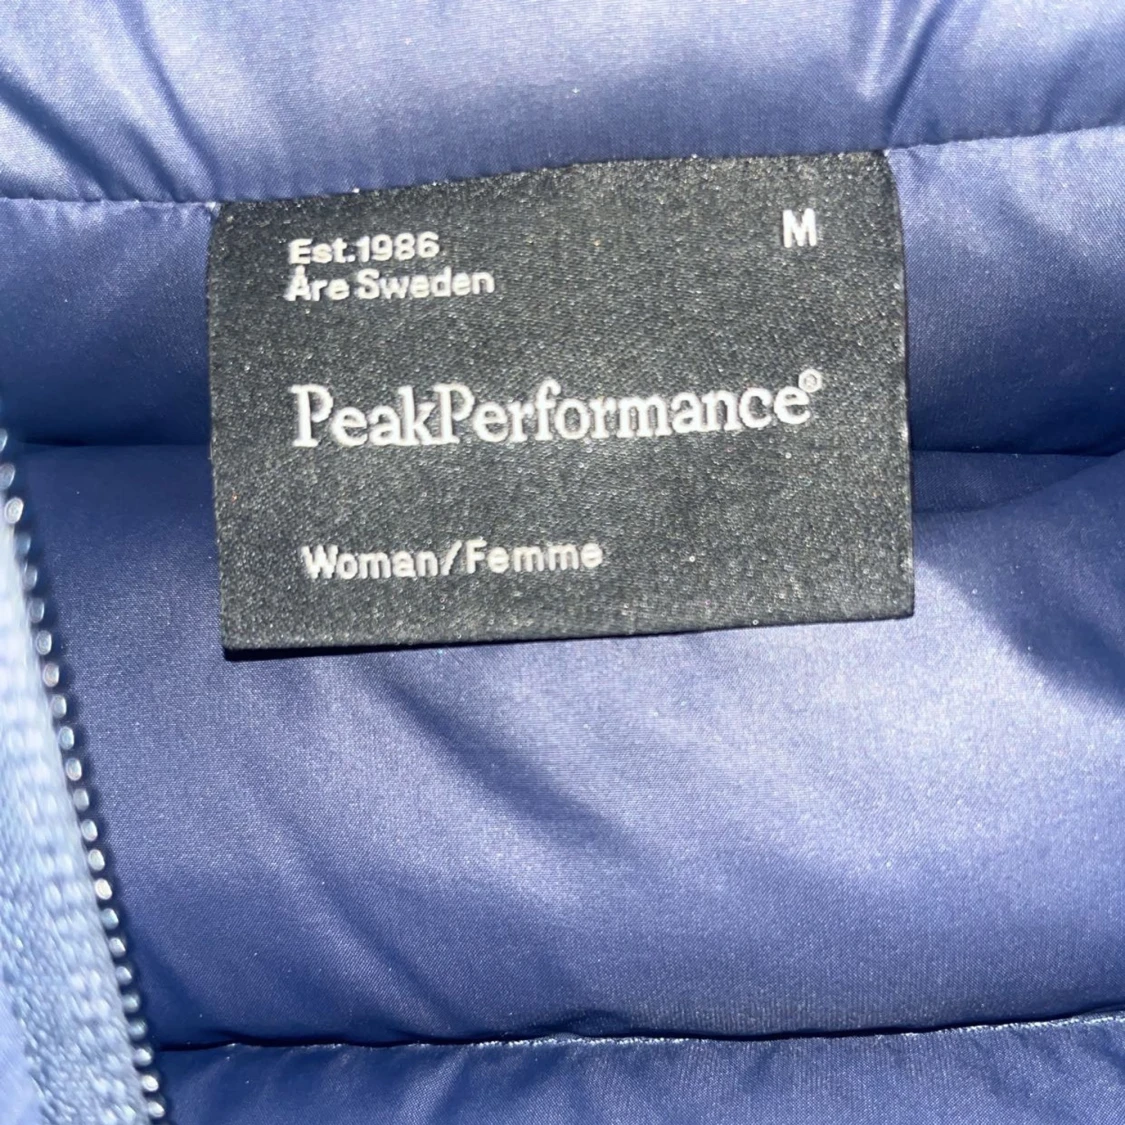 Est.1986
Åre Sweden
M
PeakPerformance®
Woman/Femme